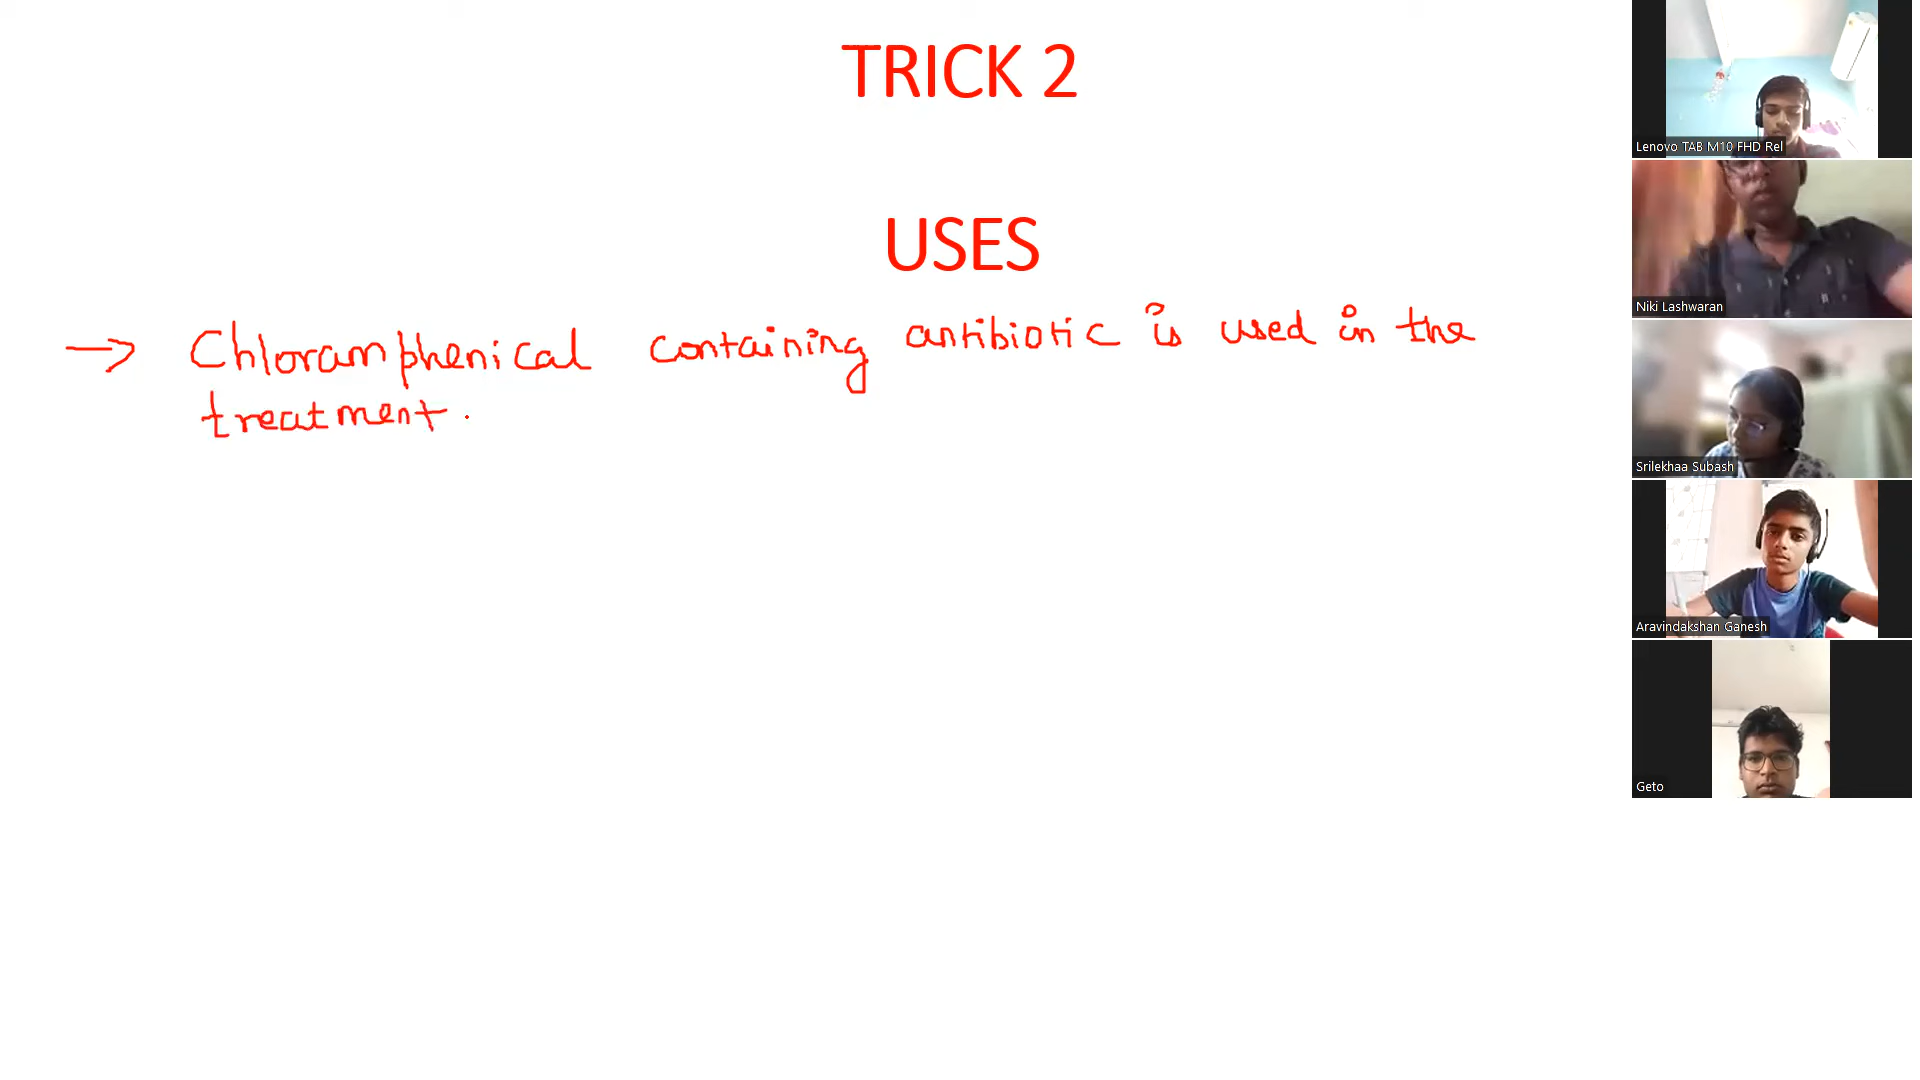 TRICK 2
USES
→ Chloramphenical containing antibiotic is used in the
treatment.
Lenovo TAB M10 FHD Rel
Niki Lashwaran
Srilekhaa Subash
Aravindakshan Ganesh
Geto